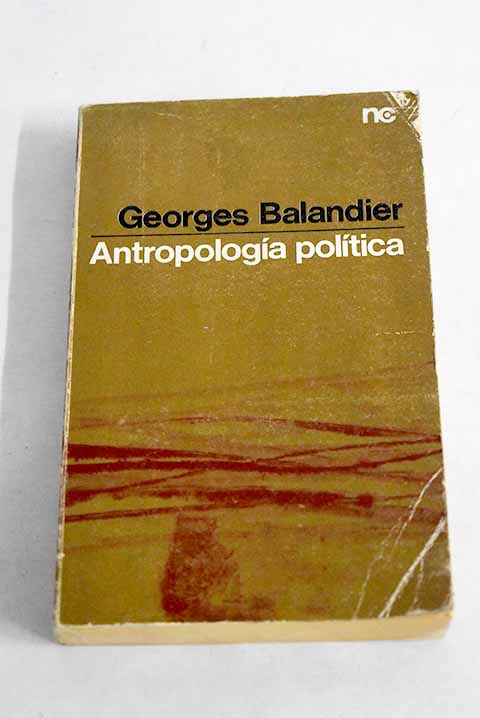 nc
Georges Balandier
Antropología política